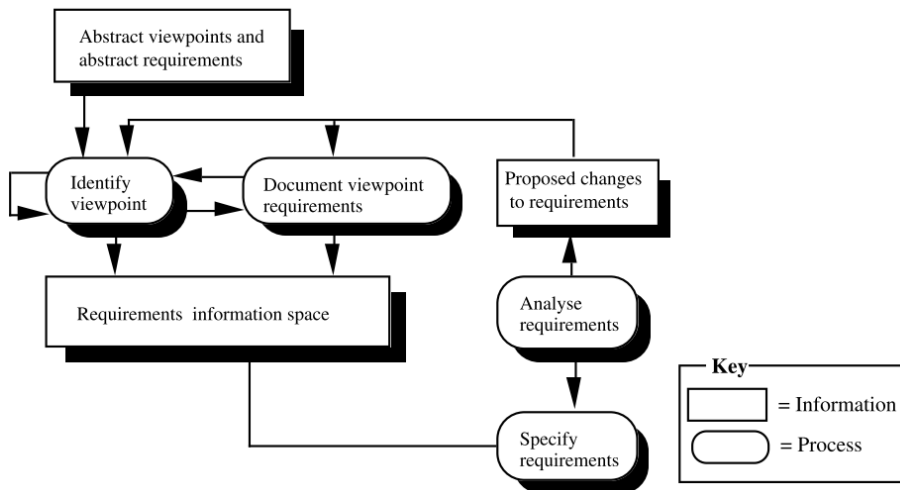 Abstract viewpoints and
abstract requirements
Identify
viewpoint
Document viewpoint
requirements
Proposed changes
to requirements
Requirements information space
Analyse
requirements
Specify
requirements
Key
= Information
= Process